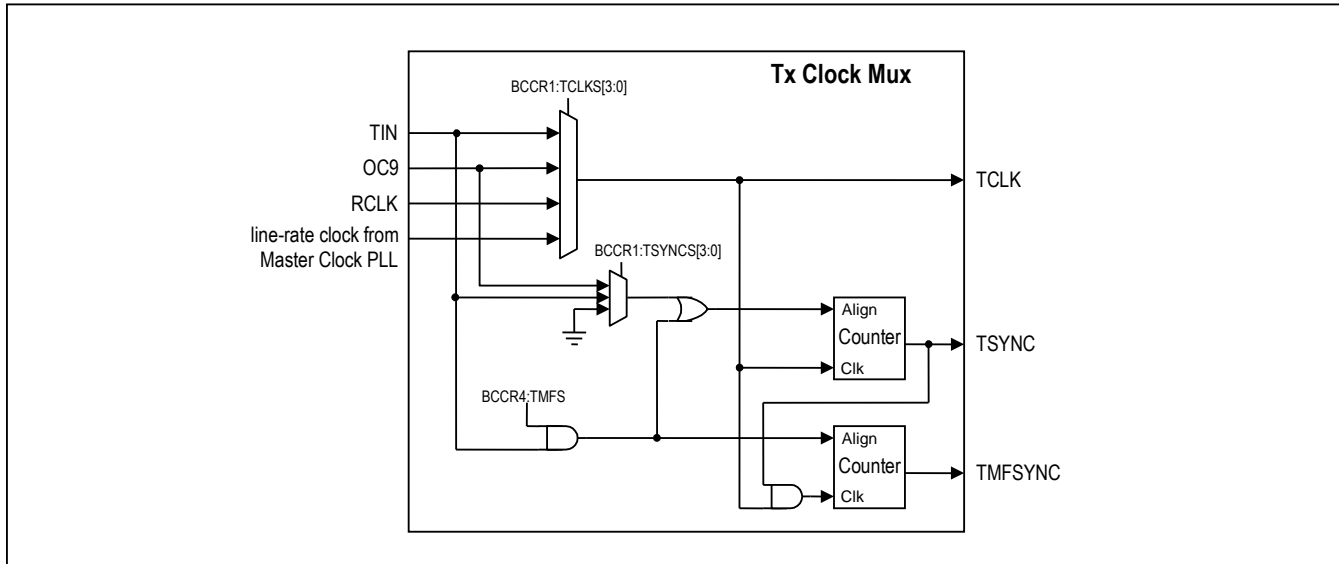 Tx Clock Mux
BCCR1:TCLKS[3:0]
TIN
OC9
RCLK
line-rate clock from
Master Clock PLL
TCLK
BCCR1:TSYNCS[3:0]
Align
Counter
Clk
TSYNC
BCCR4:TMFS
Align
Counter
Clk
TMFSYNC